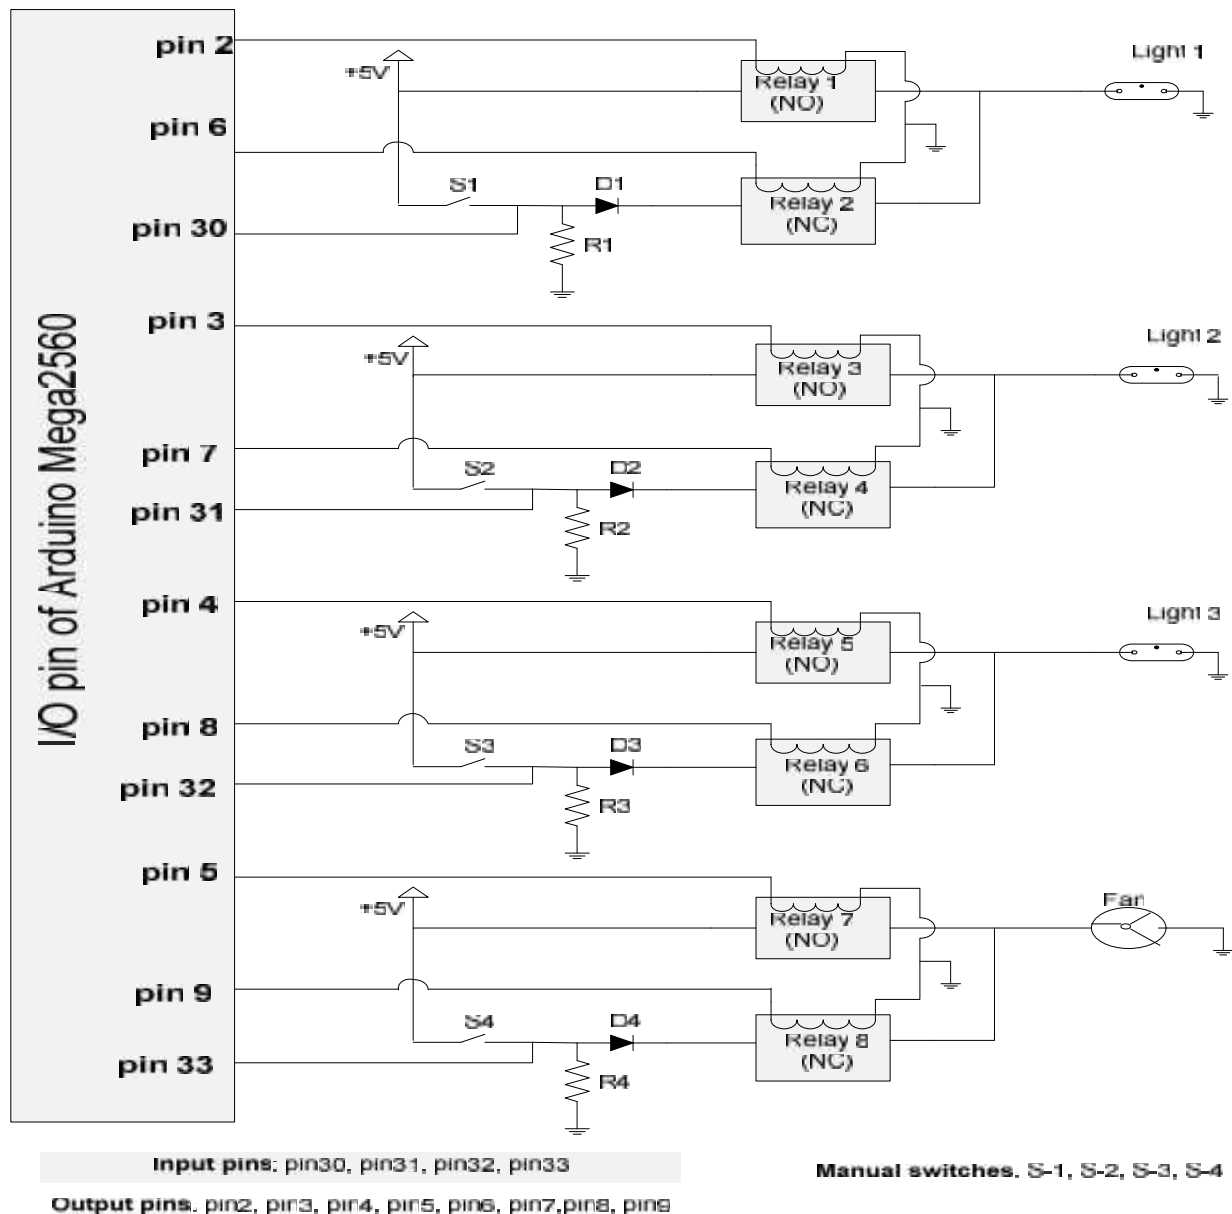 I/O pin of Arduino Mega2560
pin 2
+5V
Relay 1
(NO)
Light 1
pin 6
S1
D1
Relay 2
(NC)
pin 30
R1
pin 3
+5V
Relay 3
(NO)
Light 2
pin 7
S2
D2
Relay 4
(NC)
pin 31
R2
pin 4
+5V
Relay 5
(NO)
Light 3
pin 8
S3
D3
Relay 6
(NC)
pin 32
R3
pin 5
+5V
Relay 7
(NO)
Fan
pin 9
S4
D4
Relay 8
(NC)
pin 33
R4
Input pins: pin30, pin31, pin32, pin33
Manual switches. S-1, S-2, S-3, S-4
Output pins. pin2, pin3, pin4, pin5, pin6, pin7,pin8, pin9